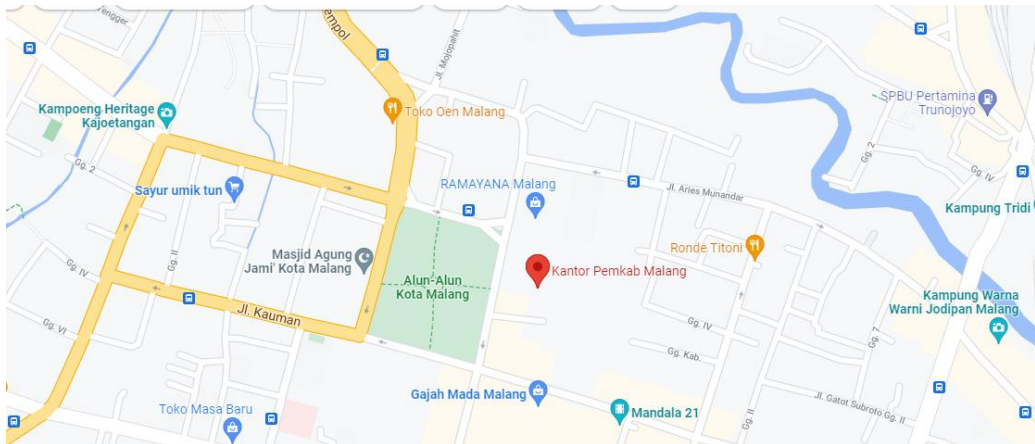 Tengger
empol
Jl. Mojopahit
Kampoeng Heritage
Kajoetangan
Toko Oen Malang
SPBU Pertamina
Trunojoyo
Gg. 2
Gg. 2
Gg. IV
Sayur umik tun
RAMAYANA Malang
Jl. Aries Munandar
Kampung Tridi
Gg. II
Masjid Agung
Jami' Kota Malang
Ronde Titoni
Gg. IV
Alun-Alun
Kota Malang
Kantor Pemkab Malang
Kampung Warna
Warni Jodipan Malang
Jl. Kauman
Gg. VI
Gg. IV
Gg. 7
Gg. Kab.
Gajah Mada Malang
Jl. Gatot Subroto Gg. II
Toko Masa Baru
Mandala 21
Gg. II